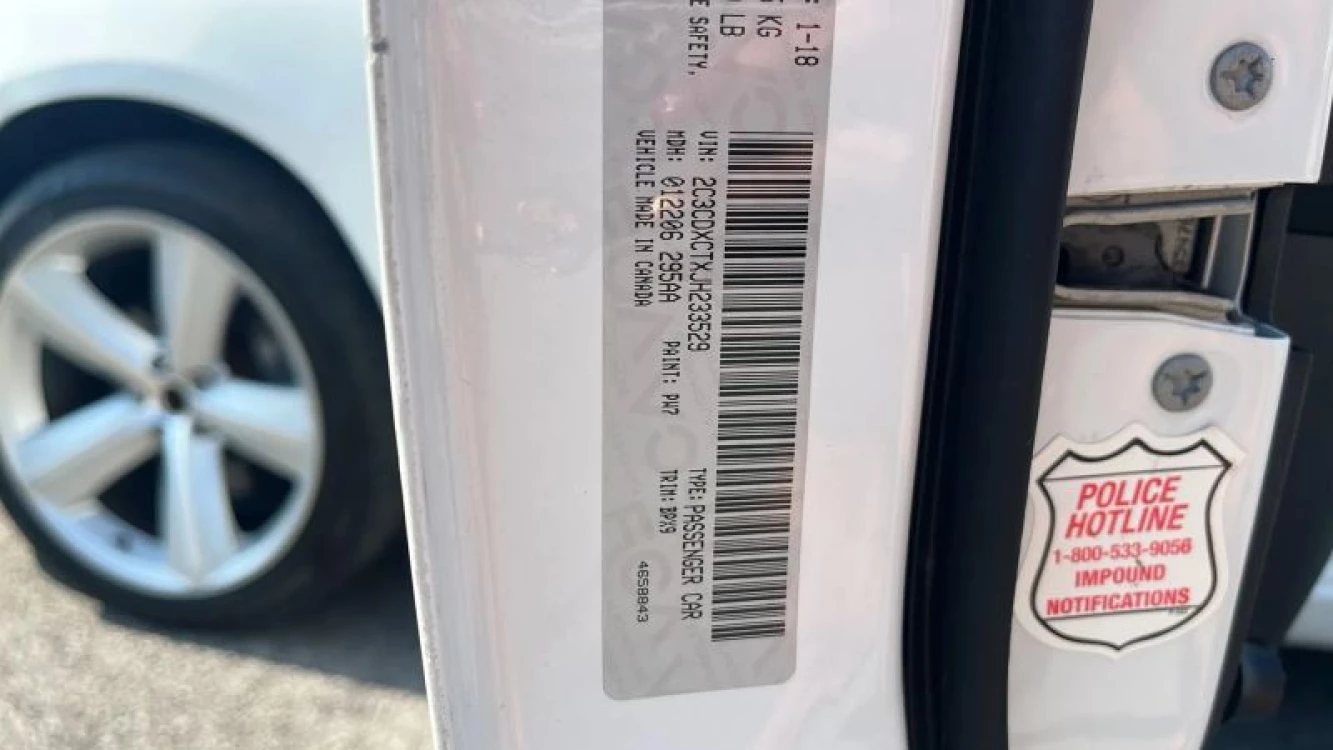 E 1-18
KG
LB
E SAFETY,
VIN: 2C3CDXCTXJH233529
TYPE: PASSENGER CAR
MDH: 012206 295AA
PAINT: PW7
TRIM: BPX9
VEHICLE MADE IN CANADA
4658843
POLICE
HOTLINE
1-800-533-9056
IMPOUND
NOTIFICATIONS